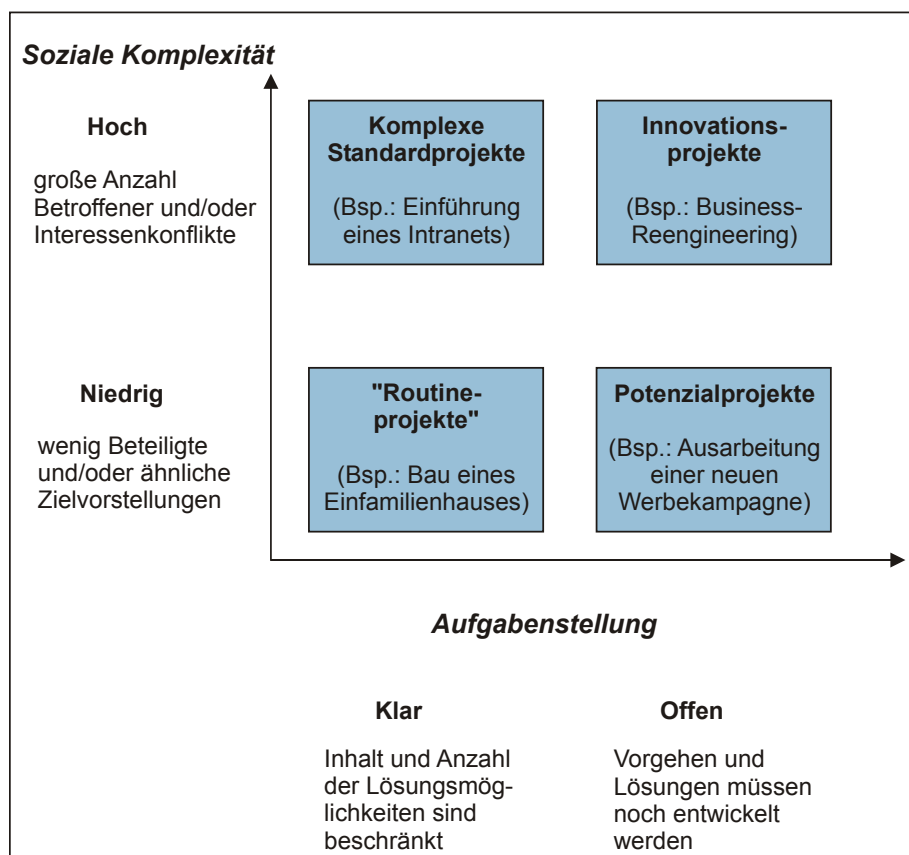 Soziale Komplexität
Hoch
große Anzahl
Betroffener und/oder
Interessenkonflikte
Komplexe
Standardprojekte
(Bsp.: Einführung
eines Intranets)
Innovations-
projekte
(Bsp.: Business-
Reengineering)
Niedrig
wenig Beteiligte
und/oder ähnliche
Zielvorstellungen
"Routine-
projekte"
(Bsp.: Bau eines
Einfamilienhauses)
Potenzialprojekte
(Bsp.: Ausarbeitung
einer neuen
Werbekampagne)
Aufgabenstellung
Klar
Inhalt und Anzahl
der Lösungsmög-
lichkeiten sind
beschränkt
Offen
Vorgehen und
Lösungen müssen
noch entwickelt
werden